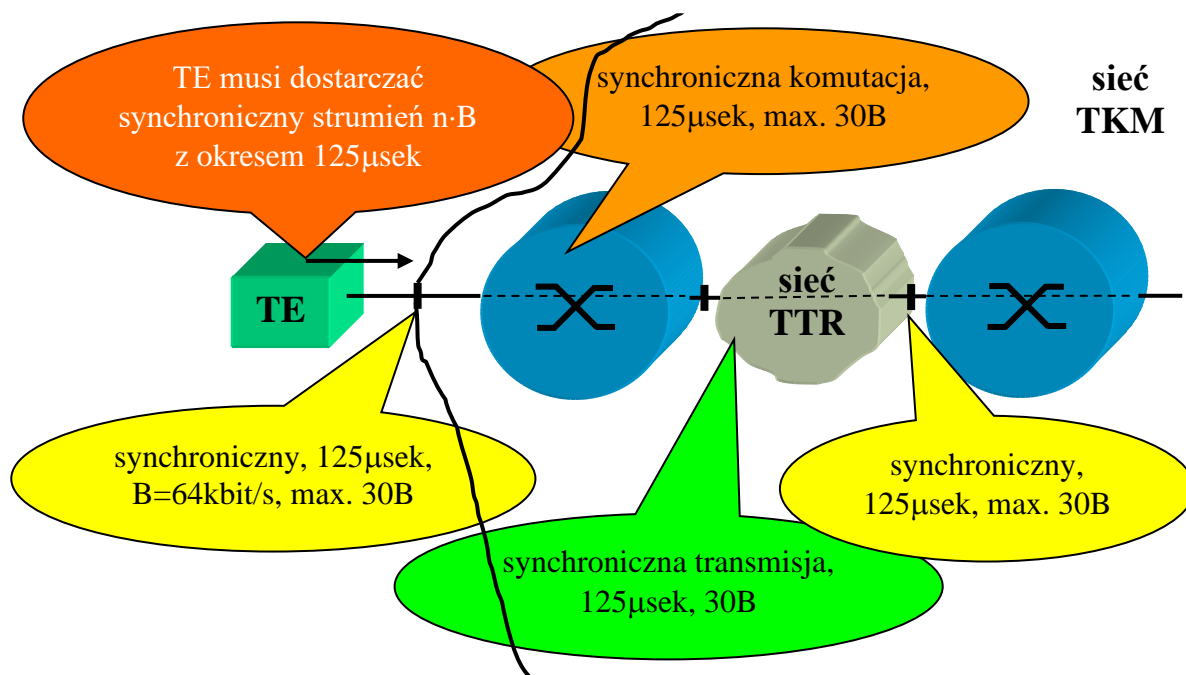 TE musi dostarczać
synchroniczny strumień n·B
z okresem 125μsek
synchroniczna komutacja,
125μsek, max. 30B
sieć
TKM
TE
sieć
TTR
synchroniczny, 125μsek,
B=64kbit/s, max. 30B
synchroniczny,
125μsek, max. 30B
synchroniczna transmisja,
125μsek, 30B